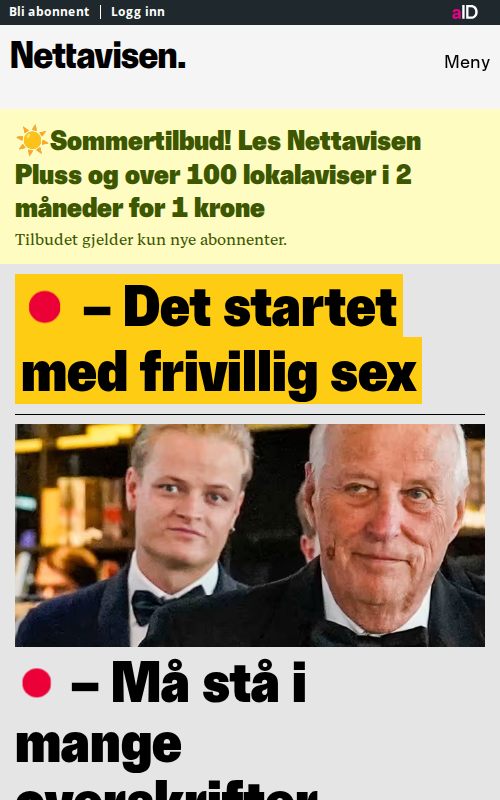 Bli abonnent | Logg inn
aID
Nettavisen.
Meny
Sommertilbud! Les Nettavisen
Pluss og over 100 lokalaviser i 2
måneder for 1 krone
Tilbudet gjelder kun nye abonnenter.
– Det startet
med frivillig sex
– Må stå i
mange
overskrifter